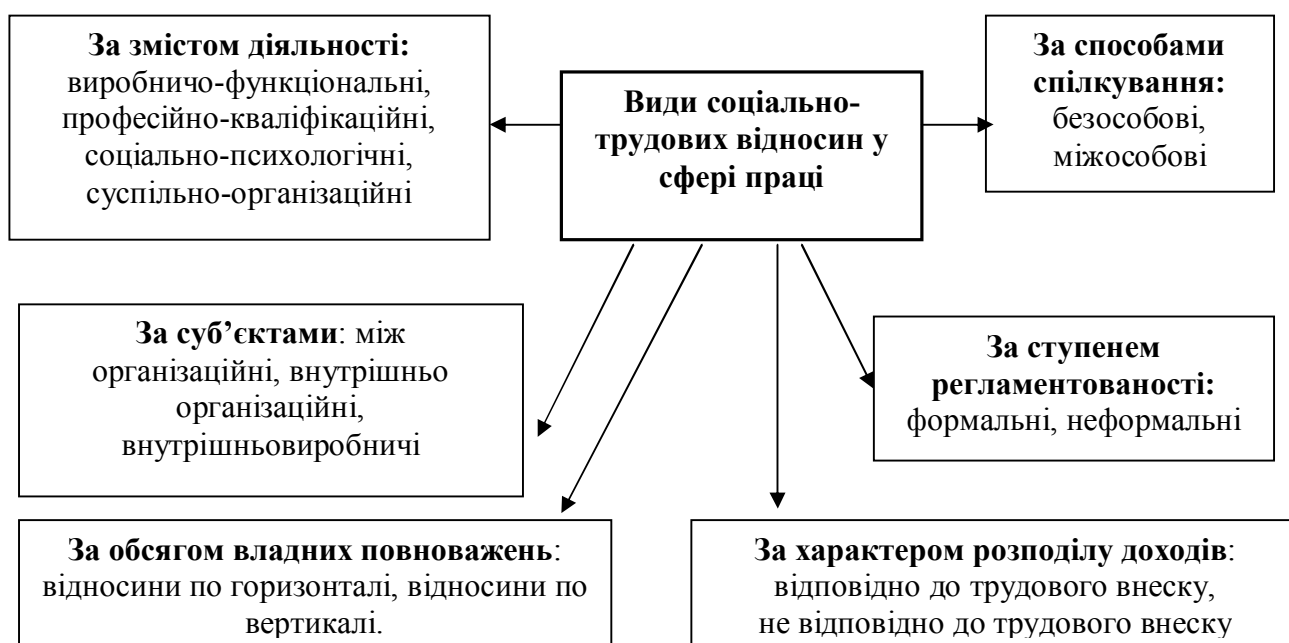 За змістом діяльності:
виробничо-функціональні,
професійно-кваліфікаційні,
соціально-психологічні,
суспільно-організаційні
Види соціально-
трудових відносин у
сфері праці
За способами
спілкування:
безособові,
міжособові
За суб’єктами: між
організаційні, внутрішньо
організаційні,
внутрішньовиробничі
За ступенем
регламентованості:
формальні, неформальні
За обсягом владних повноважень:
відносини по горизонталі, відносини по
вертикалі.
За характером розподілу доходів:
відповідно до трудового внеску,
не відповідно до трудового внеску